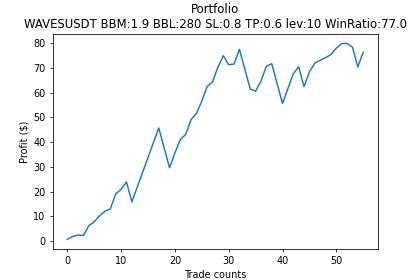 Portfolio
WAVESUSDT BBM:1.9 BBL:280 SL:0.8 TP:0.6 lev:10 WinRatio:77.0
80
70
60
50
40
30
20
10
0
Profit ($)
0 10 20 30 40 50
Trade counts